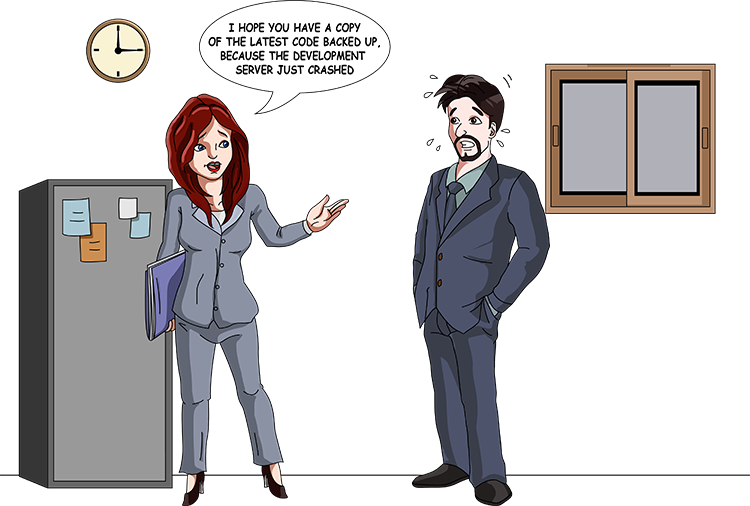 I HOPE YOU HAVE A COPY
OF THE LATEST CODE BACKED UP,
BECAUSE THE DEVELOPMENT
SERVER JUST CRASHED